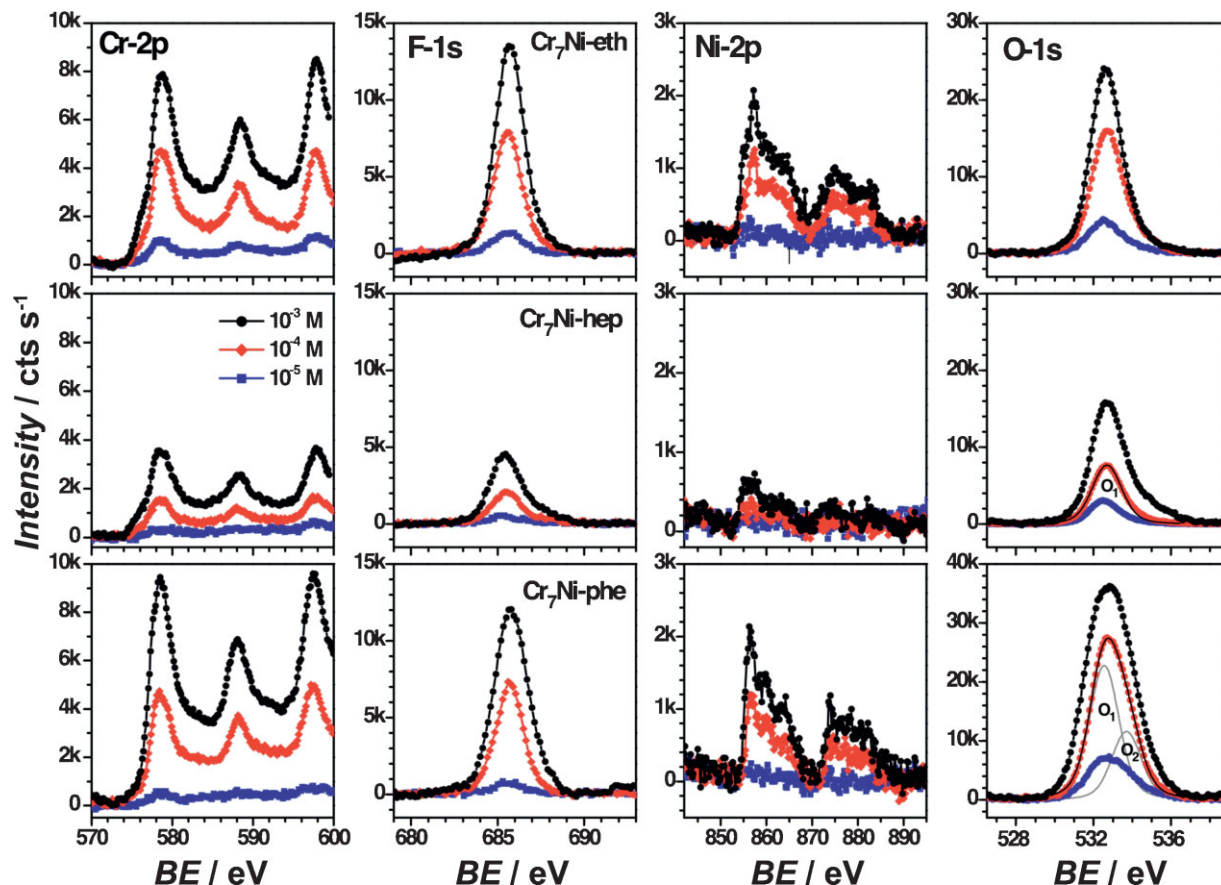 Intensity / cts s⁻¹
Cr-2p
10k
8k
6k
4k
2k
0
F-1s
Cr₇Ni-eth
15k
10k
5k
0
Ni-2p
3k
2k
1k
0
O-1s
30k
20k
10k
0
10k
8k
6k
4k
2k
0
10⁻³ M
10⁻⁴ M
10⁻⁵ M
Cr₇Ni-hep
15k
10k
5k
0
3k
2k
1k
0
30k
20k
10k
0
O₁
10k
8k
6k
4k
2k
0
570 580 590 600
BE / eV
Cr₇Ni-phe
15k
10k
5k
0
680 685 690
BE / eV
3k
2k
1k
0
850 860 870 880 890
BE / eV
40k
30k
20k
10k
0
O₁
O₂
528 532 536
BE / eV